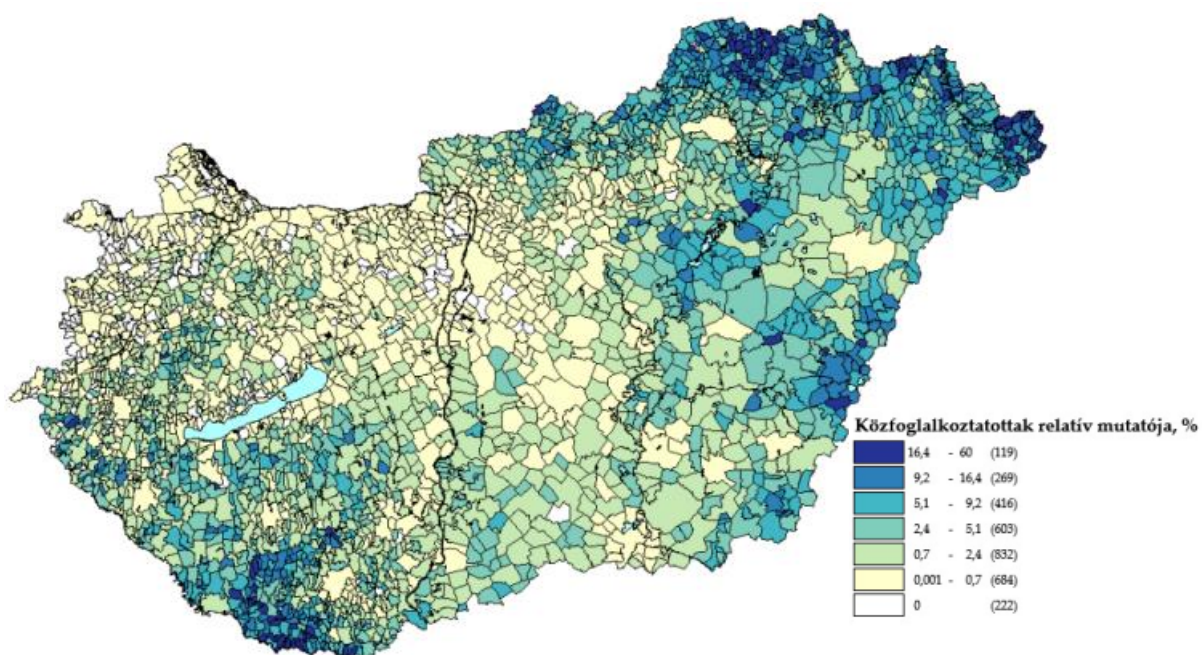 Közfoglalkoztatottak relatív mutatója, %
16,4 - 60 (119)
9,2 - 16,4 (269)
5,1 - 9,2 (416)
2,4 - 5,1 (603)
0,7 - 2,4 (832)
0,001 - 0,7 (684)
0 (222)